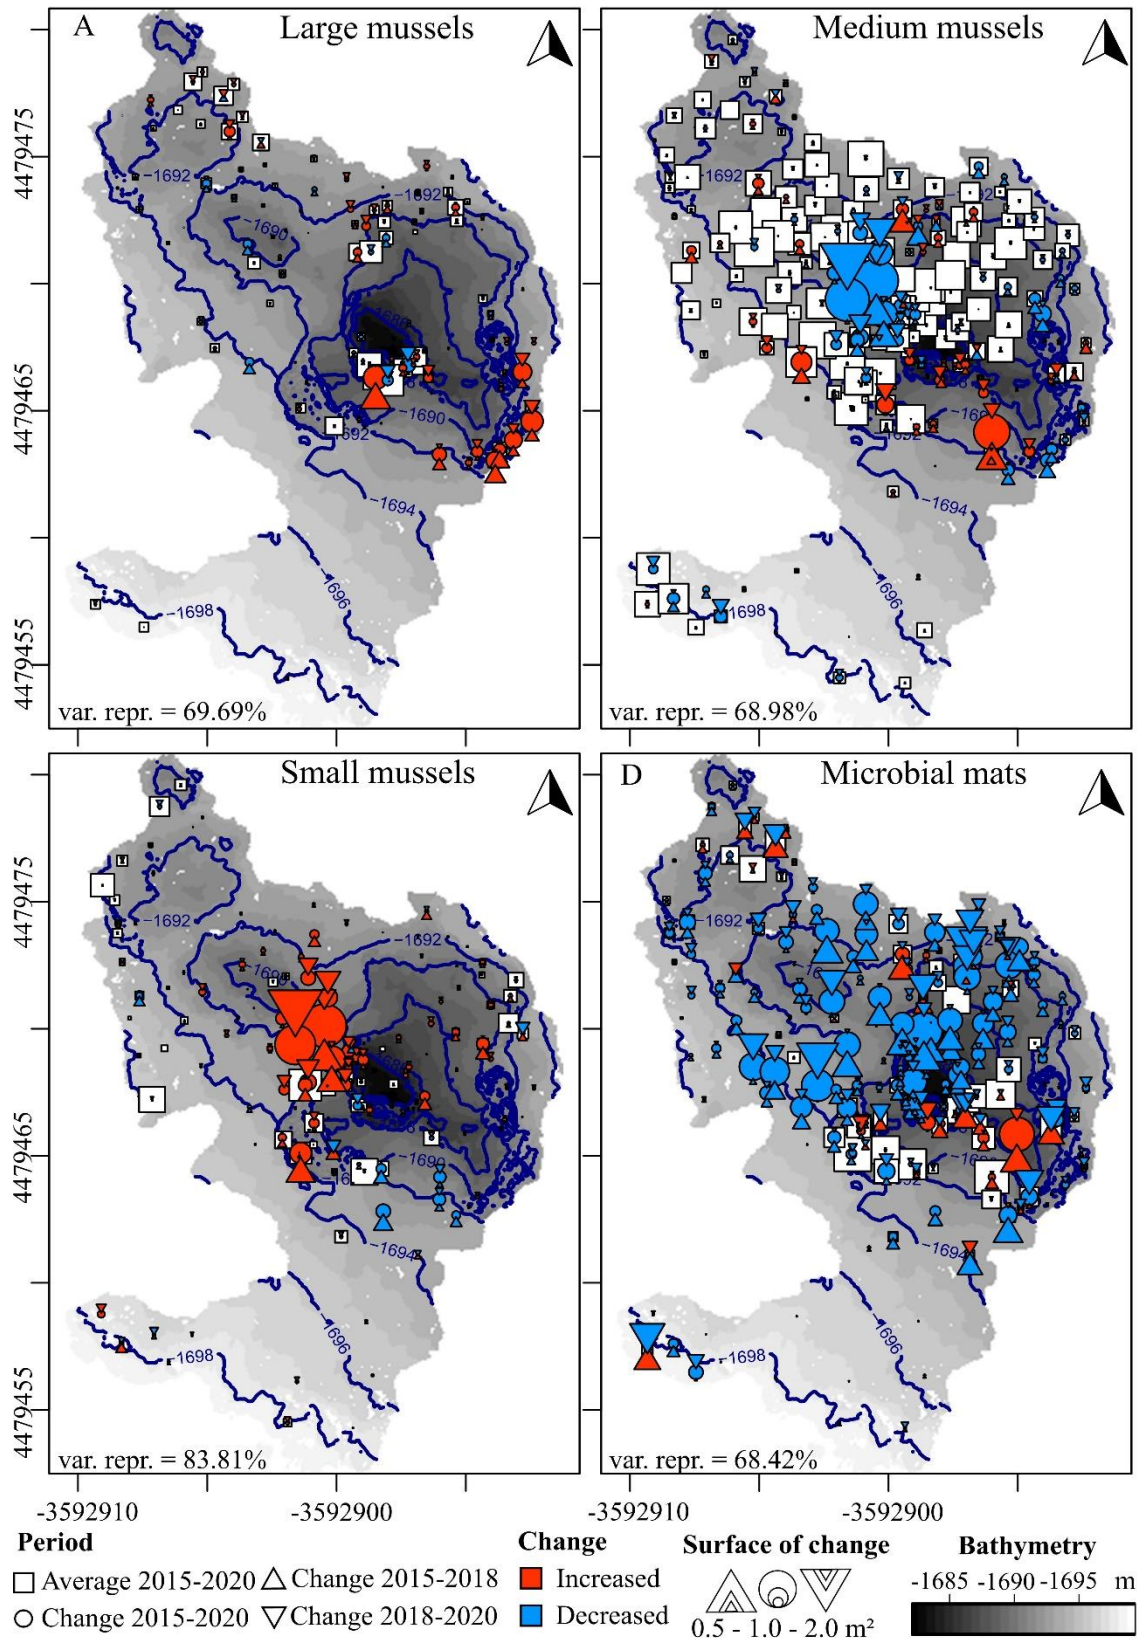 A Large mussels
Medium mussels
4479475
4479465
4479455
−1692
−1690
−1690
−1692
−1694
−1696
−1698
var. repr. = 69.69%
−1692
−1692
−1694
−1696
−1698
var. repr. = 68.98%
Small mussels
D Microbial mats
4479475
4479465
4479455
−1692
−1692
−1690
−1694
−1696
−1698
var. repr. = 83.81%
−1692
−1694
−1696
−1698
var. repr. = 68.42%
-3592910 -3592900 -3592910 -3592900
Period Change Surface of change Bathymetry
Average 2015-2020 Change 2015-2018 Increased -1685 -1690 -1695 m
Change 2015-2020 Change 2018-2020 Decreased 0.5 - 1.0 - 2.0 m²